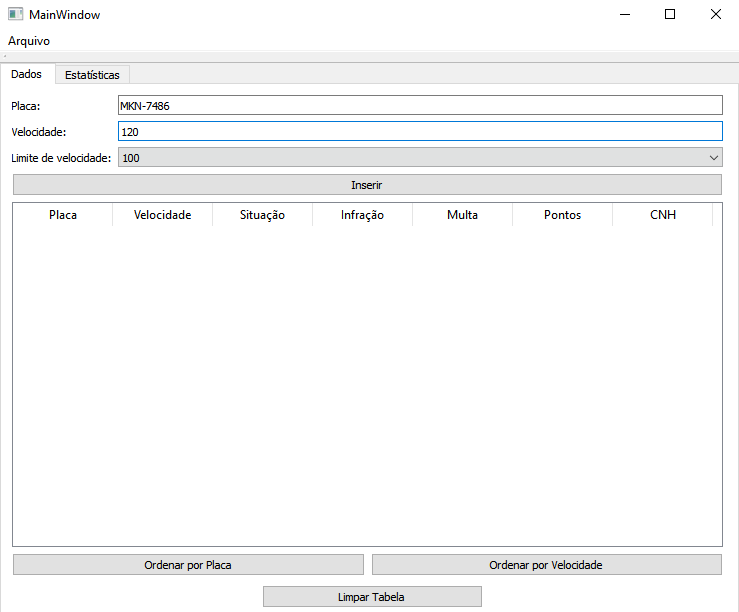 MainWindow
Arquivo
Dados Estatísticas
Placa: MKN-7486
Velocidade: 120
Limite de velocidade: 100
Inserir
Placa Velocidade Situação Infração Multa Pontos CNH
Ordenar por Placa Ordenar por Velocidade
Limpar Tabela